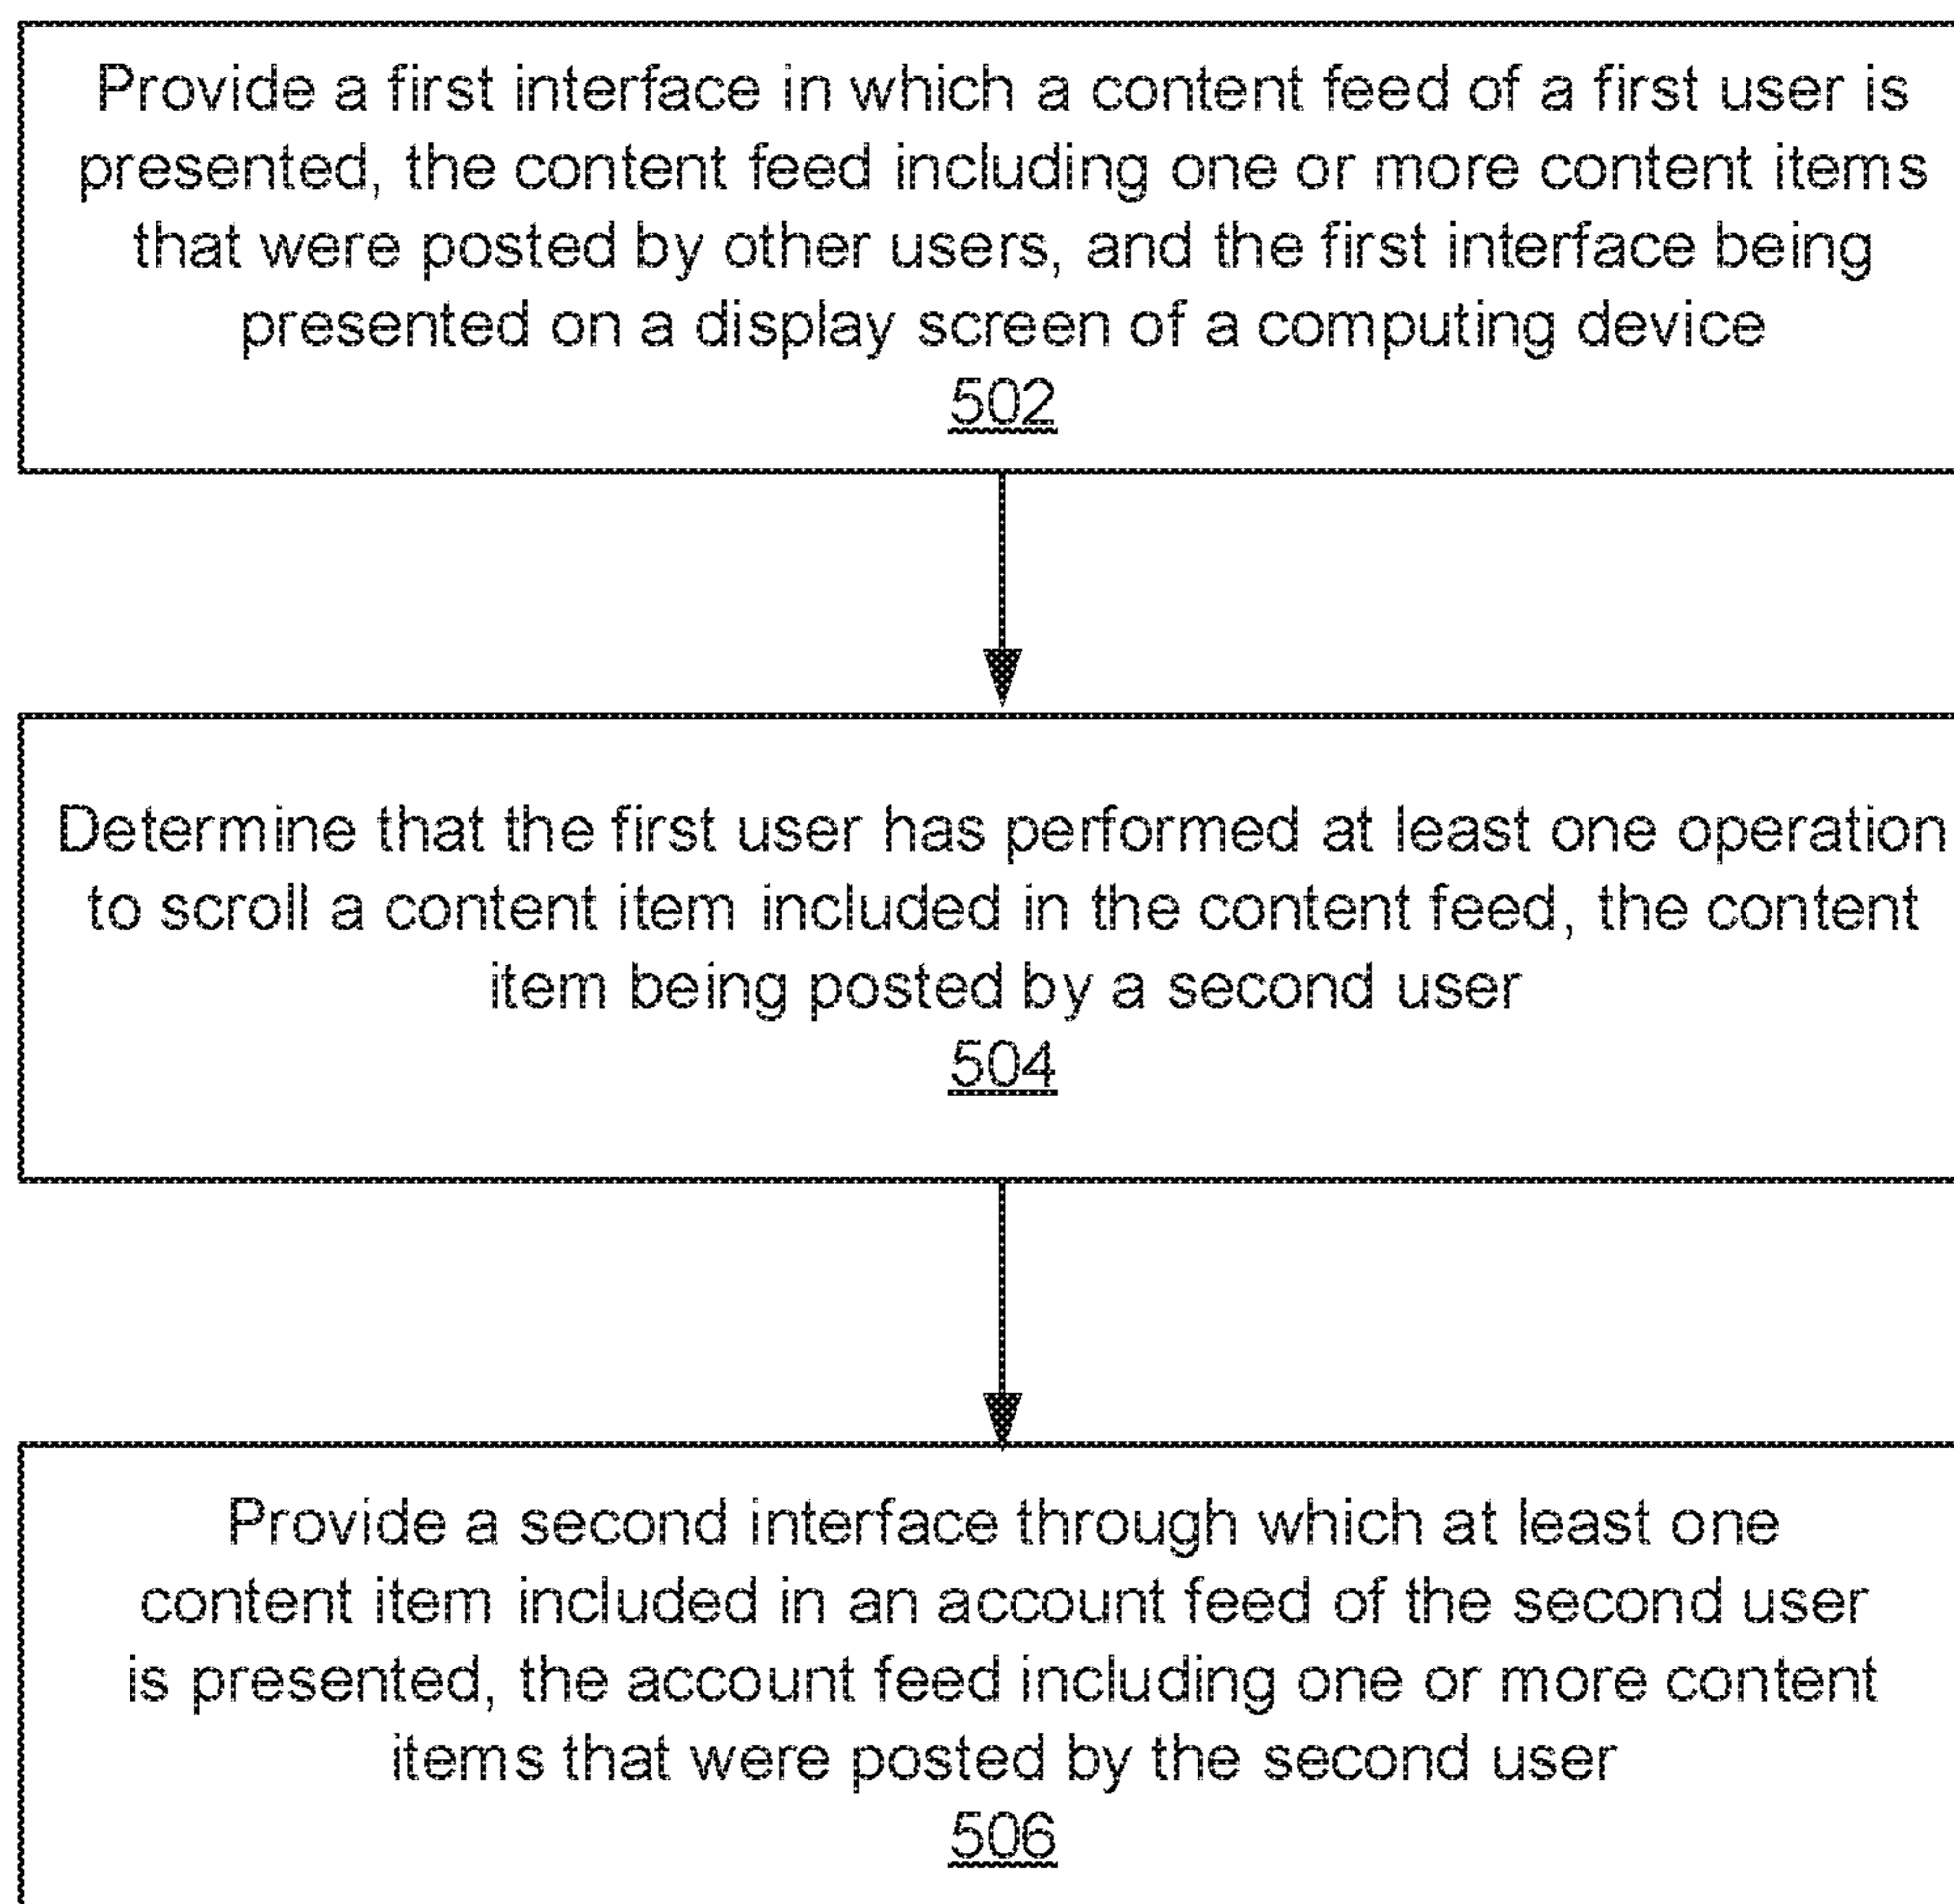 Provide a first interface in which a content feed of a first user is
presented, the content feed including one or more content items
that were posted by other users, and the first interface being
presented on a display screen of a computing device
502
Determine that the first user has performed at least one operation
to scroll a content item included in the content feed, the content
item being posted by a second user
504
Provide a second interface through which at least one
content item included in an account feed of the second user
is presented, the account feed including one or more content
items that were posted by the second user
506